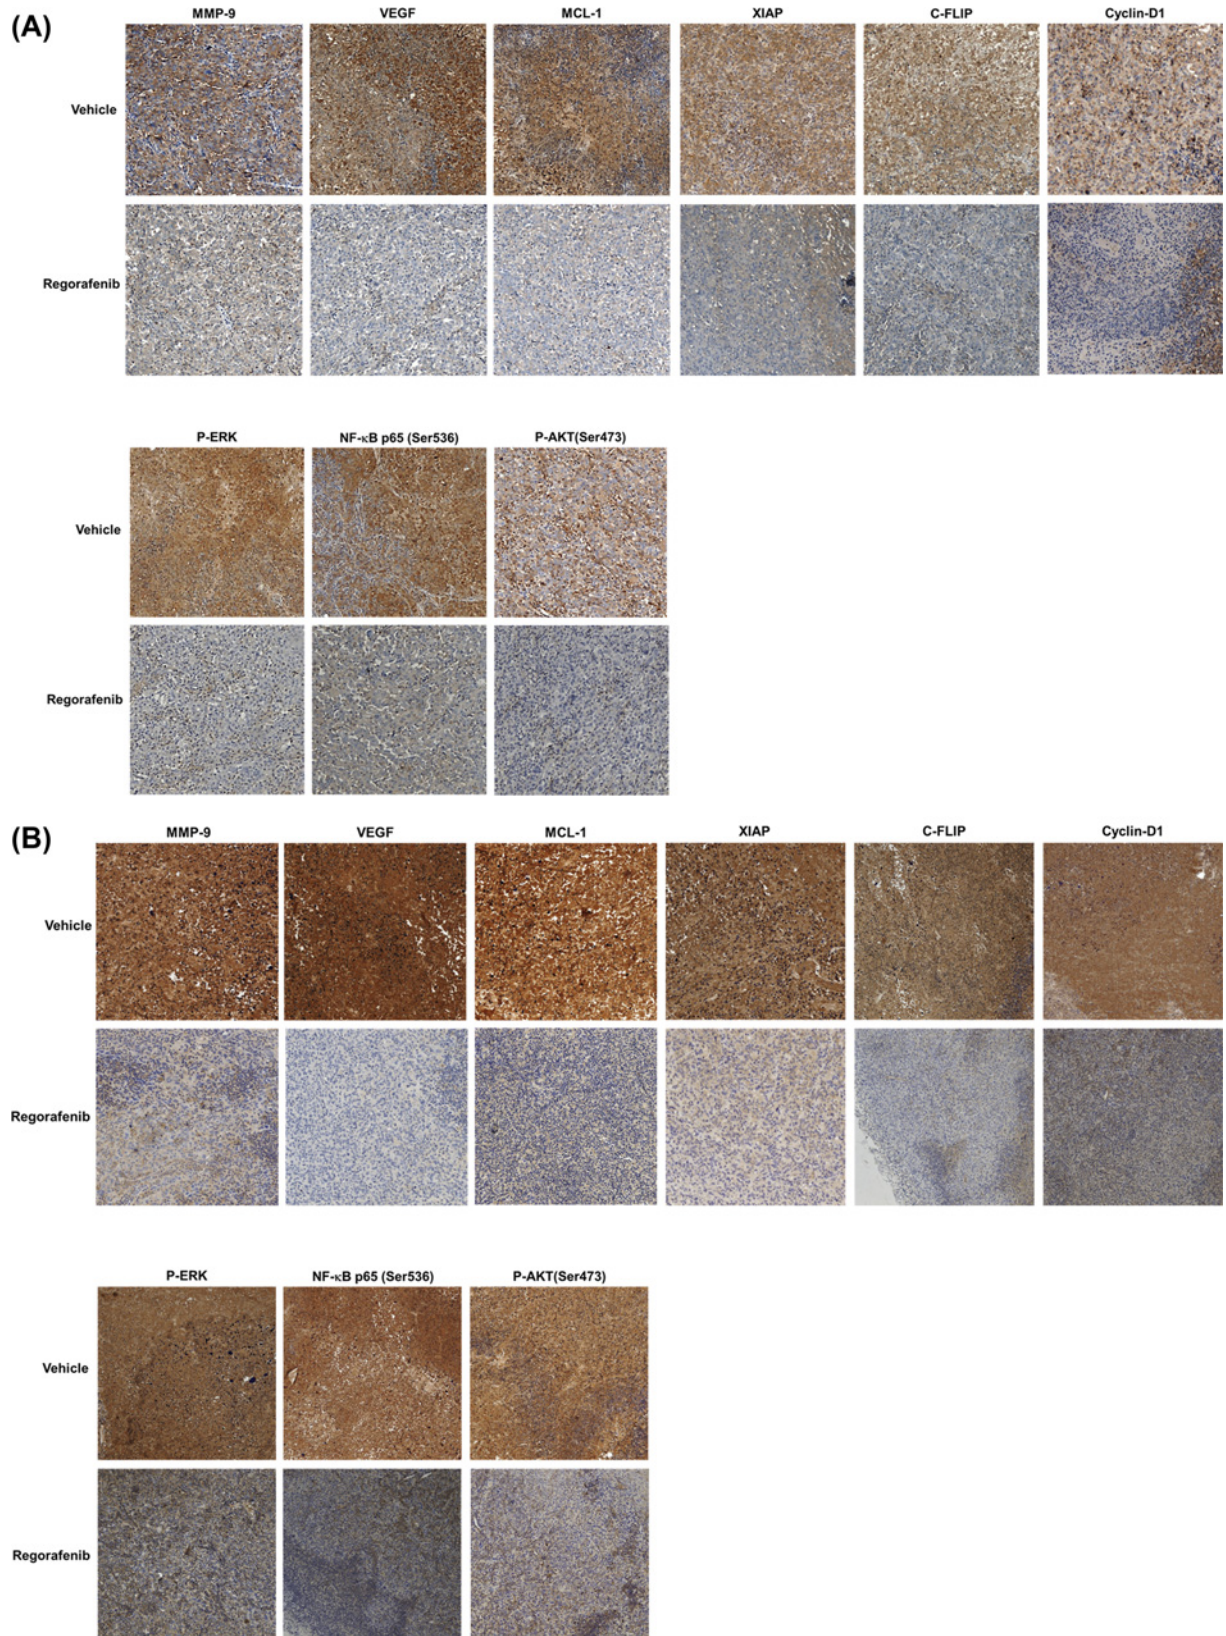 (A)
MMP-9 VEGF MCL-1 XIAP C-FLIP Cyclin-D1
Vehicle
Regorafenib
P-ERK NF-κB p65 (Ser536) P-AKT(Ser473)
Vehicle
Regorafenib
(B)
MMP-9 VEGF MCL-1 XIAP C-FLIP Cyclin-D1
Vehicle
Regorafenib
P-ERK NF-κB p65 (Ser536) P-AKT(Ser473)
Vehicle
Regorafenib